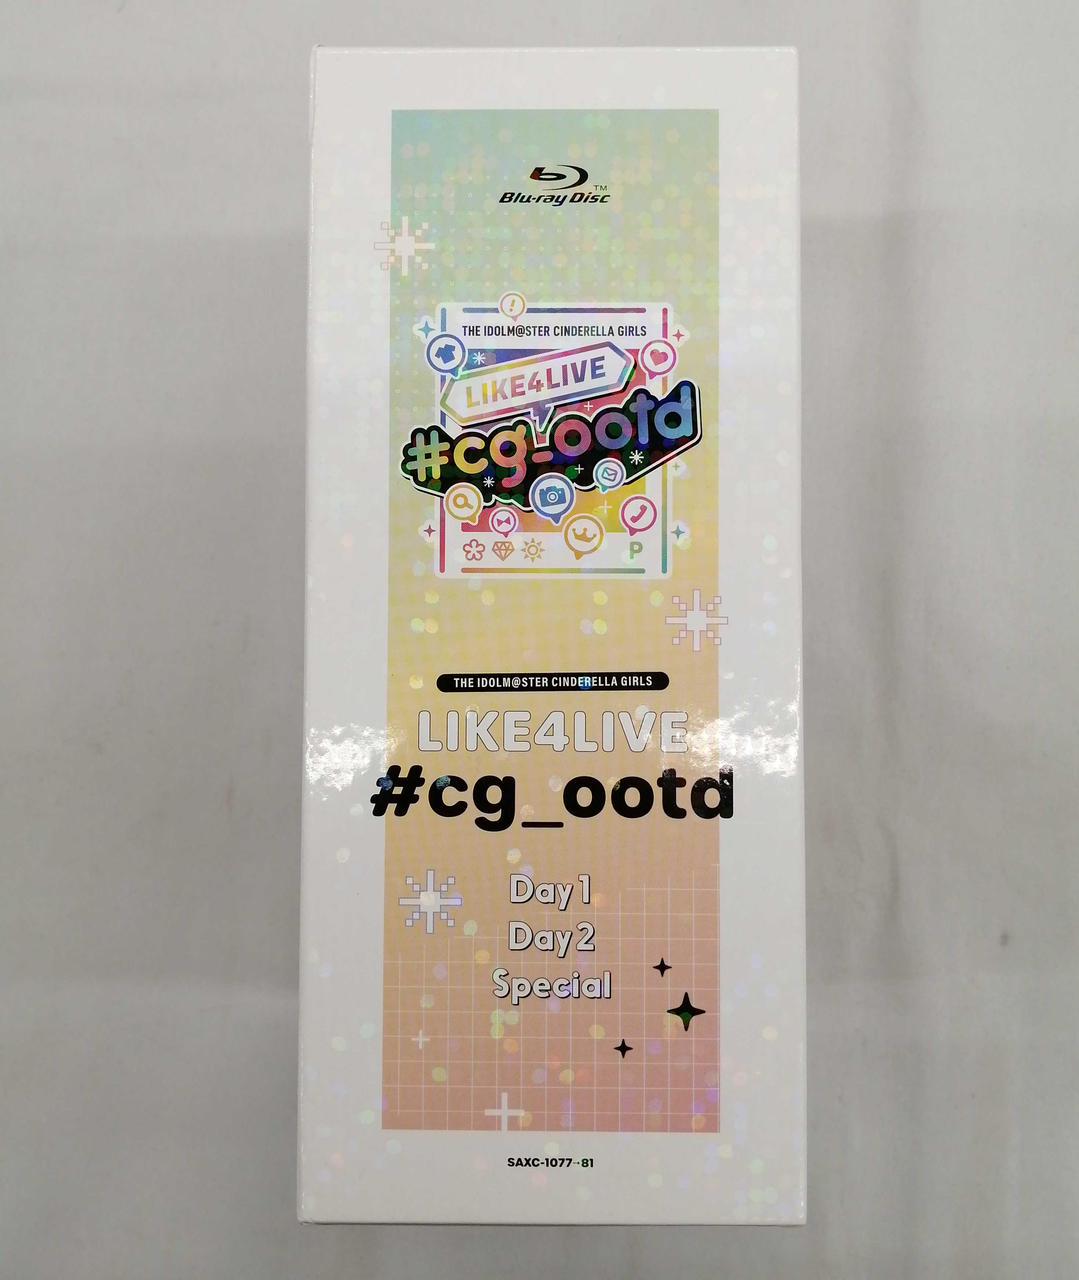 Blu-ray Disc™
!
THE IDOLM@STER CINDERELLA GIRLS
LIKE4LIVE
#cg_ootd
P
THE IDOLM@STER CINDERELLA GIRLS
LIKE4LIVE
#cg_ootd
Day1
Day2
Special
SAXC-1077→81